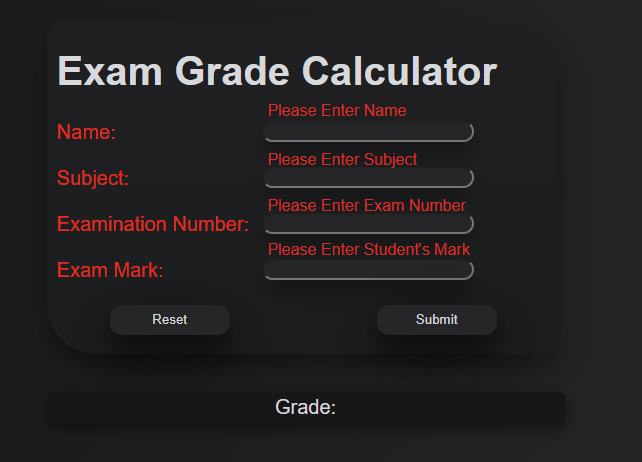 Exam Grade Calculator
Please Enter Name
Name:
Please Enter Subject
Subject:
Please Enter Exam Number
Examination Number:
Please Enter Student's Mark
Exam Mark:
Reset Submit
Grade: